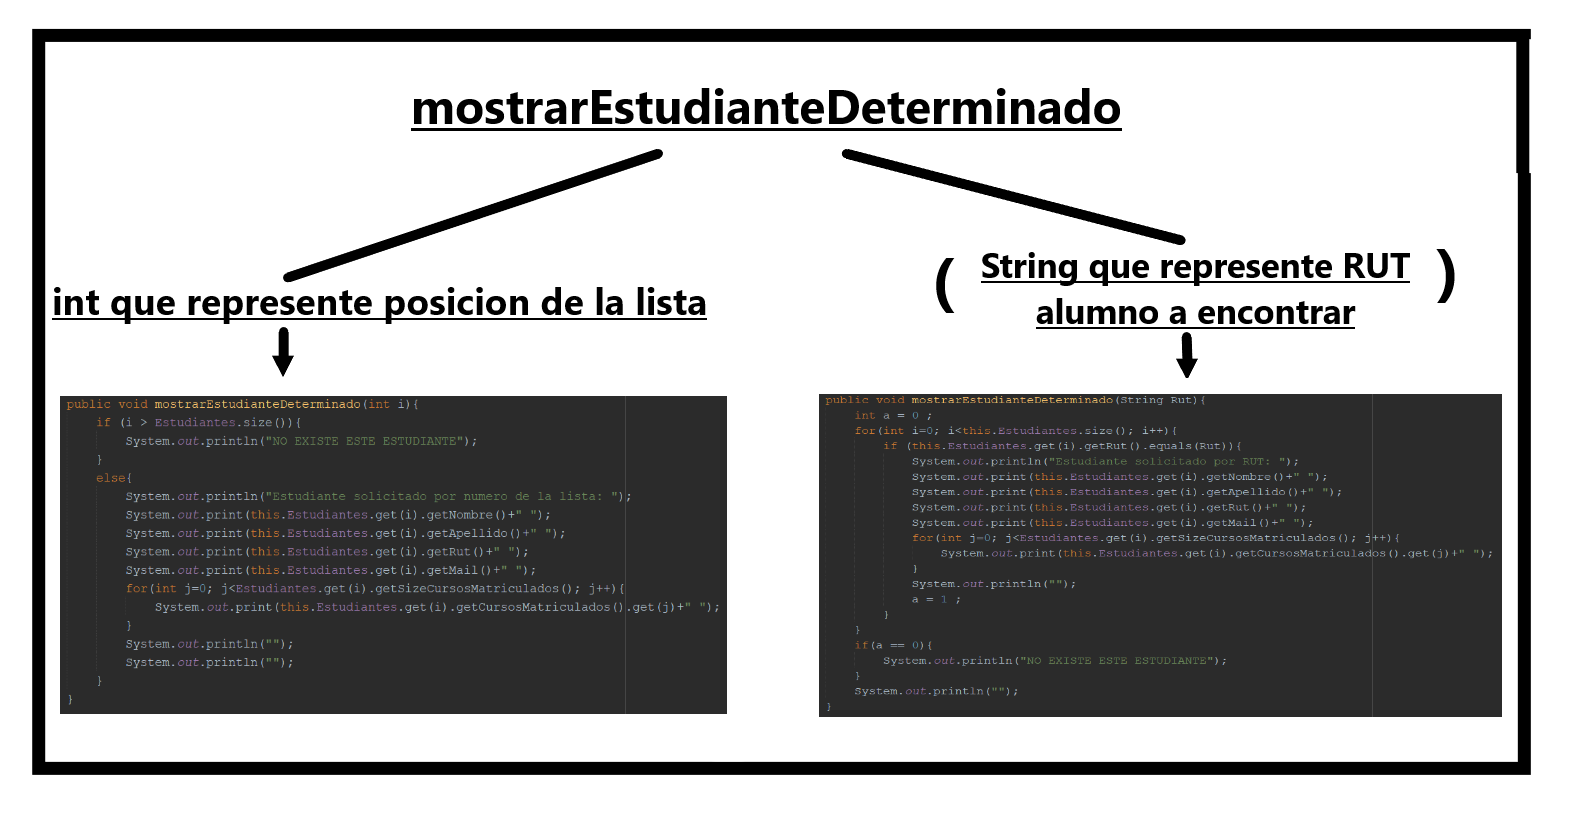 mostrarEstudianteDeterminado
int que represente posicion de la lista
( String que represente RUT )
alumno a encontrar
public void mostrarEstudianteDeterminado(int i){
if (i > Estudiantes.size()){
System.out.println("NO EXISTE ESTE ESTUDIANTE");
}
else{
System.out.println("Estudiante solicitado por numero de la lista: ");
System.out.print(this.Estudiantes.get(i).getNombre()+" ");
System.out.print(this.Estudiantes.get(i).getApellido()+" ");
System.out.print(this.Estudiantes.get(i).getRut()+" ");
System.out.print(this.Estudiantes.get(i).getMail()+" ");
for(int j=0; j<Estudiantes.get(i).getSizeCursosMatriculados(); j++){
System.out.print(this.Estudiantes.get(i).getCursosMatriculados().get(j)+" ");
}
System.out.println("");
System.out.println("");
}
}
public void mostrarEstudianteDeterminado(String Rut){
int a = 0 ;
for(int i=0; i<this.Estudiantes.size(); i++){
if (this.Estudiantes.get(i).getRut().equals(Rut)){
System.out.println("Estudiante solicitado por RUT: ");
System.out.print(this.Estudiantes.get(i).getNombre()+" ");
System.out.print(this.Estudiantes.get(i).getApellido()+" ");
System.out.print(this.Estudiantes.get(i).getRut()+" ");
System.out.print(this.Estudiantes.get(i).getMail()+" ");
for(int j=0; j<Estudiantes.get(i).getSizeCursosMatriculados(); j++){
System.out.print(this.Estudiantes.get(i).getCursosMatriculados().get(j)+" ");
}
System.out.println("");
a = 1 ;
}
}
if(a == 0){
System.out.println("NO EXISTE ESTE ESTUDIANTE");
}
System.out.println("");
}